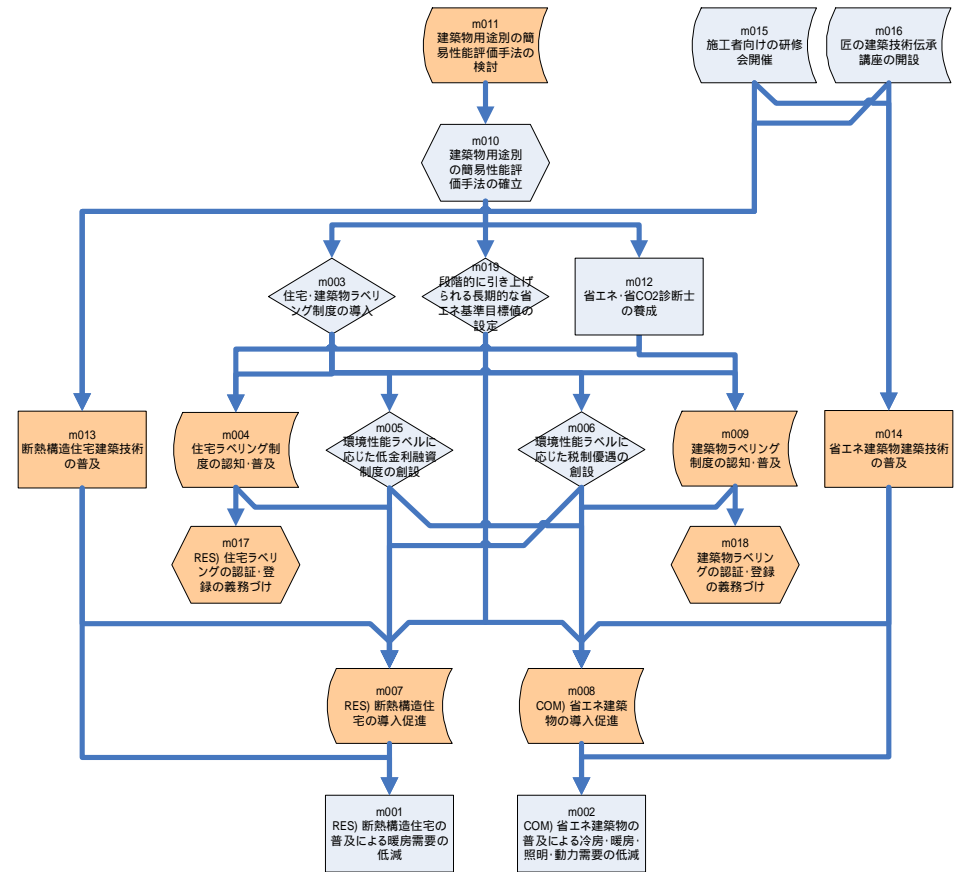 m011
建築物用途別の簡
易性能評価手法の
検討
m015
施工者向けの研修
会開催
m016
匠の建築技術伝承
講座の開設
m010
建築物用途別
の簡易性能評
価手法の確立
m003
住宅・建築物ラベリ
ング制度の導入
m019
段階的に引き上げ
られる長期的な省
エネ基準目標値の
設定
m012
省エネ・省CO2診断士
の養成
m013
断熱構造住宅建築技術
の普及
m004
住宅ラベリング制
度の認知・普及
m005
環境性能ラベルに
応じた低金利融資
制度の創設
m006
環境性能ラベルに
応じた税制優遇の
創設
m009
建築物ラベリング
制度の認知・普及
m014
省エネ建築物建築技術
の普及
m017
RES) 住宅ラベリ
ングの認証・登
録の義務づけ
m018
建築物ラベリン
グの認証・登録
の義務づけ
m007
RES) 断熱構造住
宅の導入促進
m008
COM) 省エネ建築
物の導入促進
m001
RES) 断熱構造住宅の
普及による暖房需要の
低減
m002
COM) 省エネ建築物の
普及による冷房・暖房・
照明・動力需要の低減